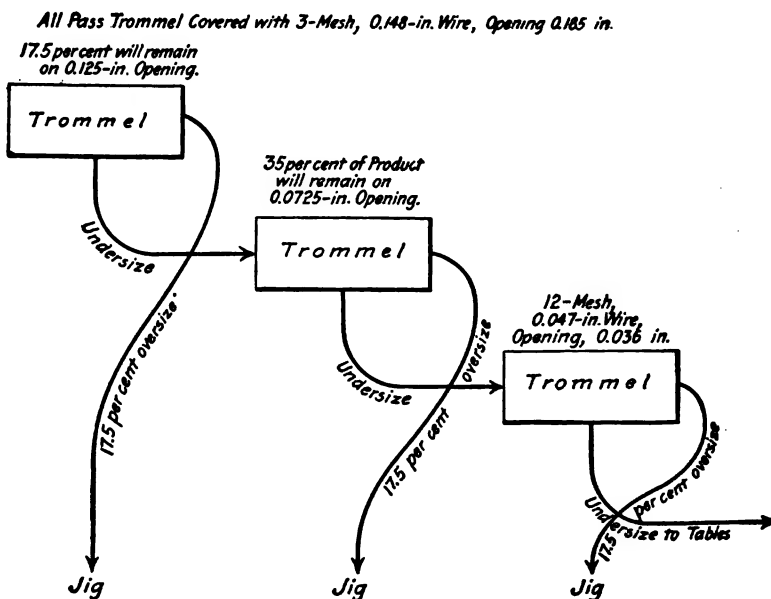 All Pass Trommel Covered with 3-Mesh, 0.148-in. Wire, Opening 0.185 in.
17.5 percent will remain
on 0.125-in. Opening.
Trommel
Undersize
17.5 per cent oversize
Jig
35 per cent of Product
will remain on
0.0725-in. Opening.
Trommel
Undersize
17.5 per cent oversize
Jig
12-Mesh,
0.047-in. Wire,
Opening, 0.036 in.
Trommel
Undersize to Tables
17.5 per cent oversize
Jig